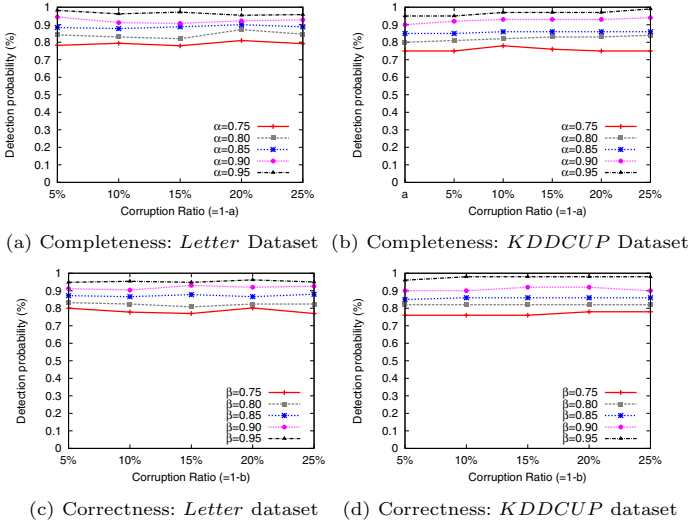 1
0.9
0.8
0.7
0.6
0.5
0.4
0.3
0.2
0.1
0
Detection probability (%)
α=0.75
α=0.80
α=0.85
α=0.90
α=0.95
5% 10% 15% 20% 25%
Corruption Ratio (=1-a)
(a) Completeness: Letter Dataset
1
0.9
0.8
0.7
0.6
0.5
0.4
0.3
0.2
0.1
0
Detection probability (%)
α=0.75
α=0.80
α=0.85
α=0.90
α=0.95
a 5% 10% 15% 20% 25%
Corruption Ratio (=1-a)
(b) Completeness: KDDCUP Dataset
1
0.9
0.8
0.7
0.6
0.5
0.4
0.3
0.2
0.1
0
Detection probability (%)
β=0.75
β=0.80
β=0.85
β=0.90
β=0.95
5% 10% 15% 20% 25%
Corruption Ratio (=1-b)
(c) Correctness: Letter dataset
1
0.9
0.8
0.7
0.6
0.5
0.4
0.3
0.2
0.1
0
Detection probability (%)
β=0.75
β=0.80
β=0.85
β=0.90
β=0.95
5% 10% 15% 20% 25%
Corruption Ratio (=1-b)
(d) Correctness: KDDCUP dataset